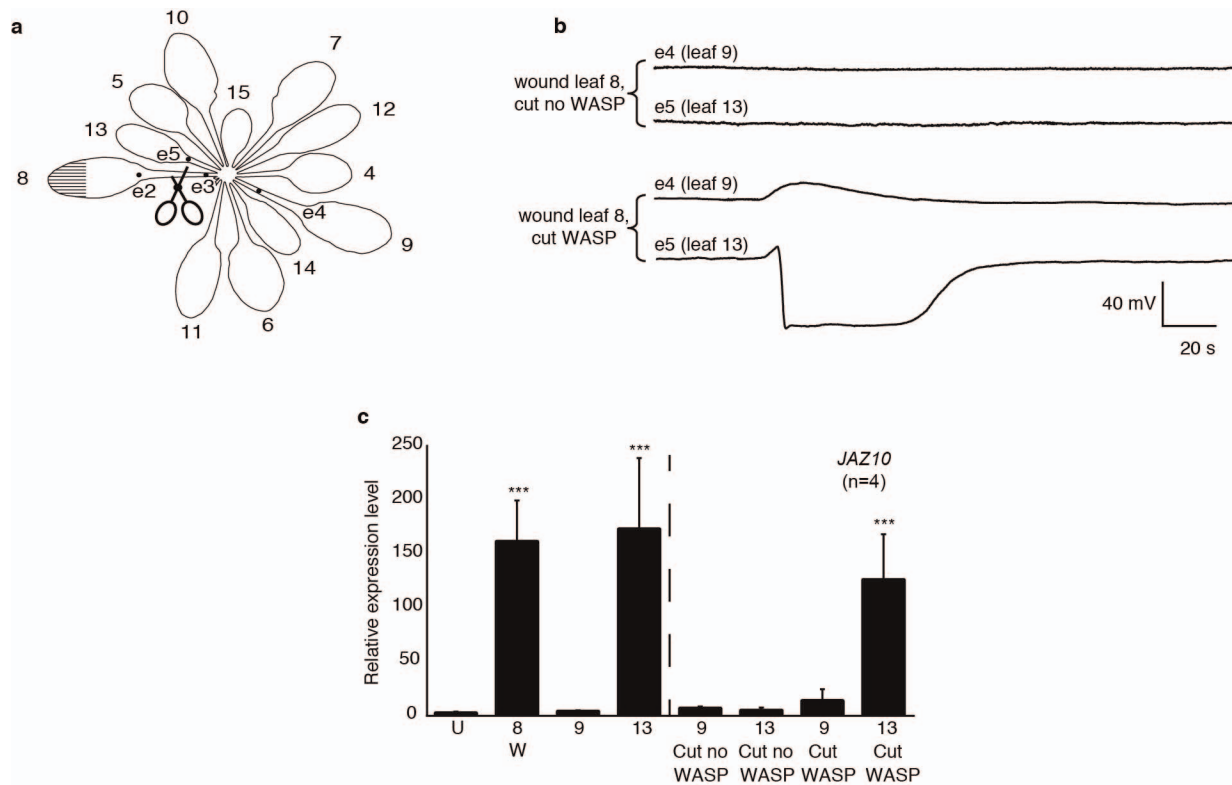 a
10
7
5
15
12
13
e5
8
e2
e3
4
e4
9
14
11
6
b
e4 (leaf 9)
wound leaf 8,
cut no WASP
e5 (leaf 13)
e4 (leaf 9)
wound leaf 8,
cut WASP
e5 (leaf 13)
40 mV
20 s
c
Relative expression level
250
200
150
100
50
0
***
***
***
JAZ10
(n=4)
U 8 9 13 9 13 9 13
W Cut no Cut no Cut Cut
WASP WASP WASP WASP